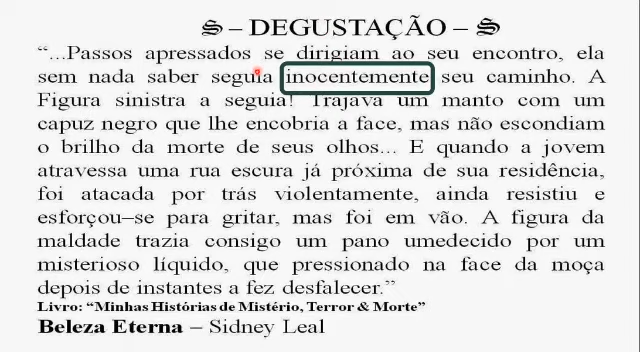 S – DEGUSTAÇÃO – S
“...Passos apressados se dirigiam ao seu encontro, ela
sem nada saber seguia inocentemente seu caminho. A
Figura sinistra a seguia! Trajava um manto com um
capuz negro que lhe encobria a face, mas não escondiam
o brilho da morte de seus olhos... E quando a jovem
atravessa uma rua escura já próxima de sua residência,
foi atacada por trás violentamente, ainda resistiu e
esforçou–se para gritar, mas foi em vão. A figura da
maldade trazia consigo um pano umedecido por um
misterioso líquido, que pressionado na face da moça
depois de instantes a fez desfalecer.”
Livro: “Minhas Histórias de Mistério, Terror & Morte”
Beleza Eterna – Sidney Leal